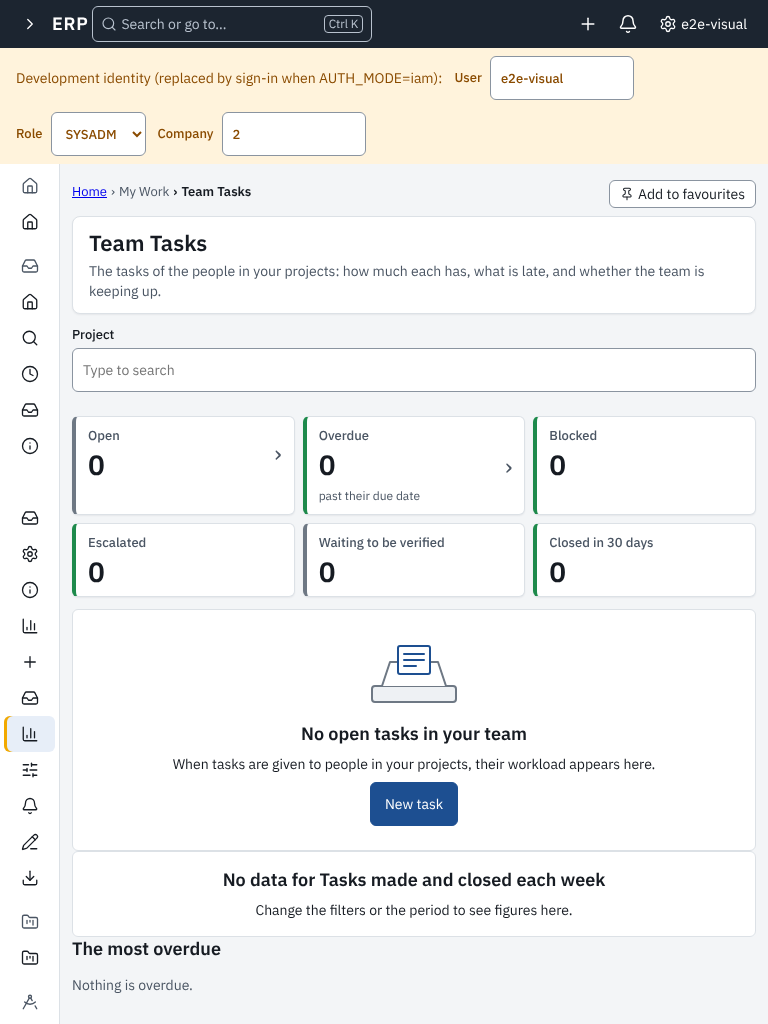 ERP
Search or go to...
Ctrl K
e2e-visual
Development identity (replaced by sign-in when AUTH_MODE=iam):
User
e2e-visual
Role
SYSADM
Company
2
Home › My Work › Team Tasks
Add to favourites
Team Tasks
The tasks of the people in your projects: how much each has, what is late, and whether the team is
keeping up.
Project
Type to search
Open
0
Overdue
0
past their due date
Blocked
0
Escalated
0
Waiting to be verified
0
Closed in 30 days
0
No open tasks in your team
When tasks are given to people in your projects, their workload appears here.
New task
No data for Tasks made and closed each week
Change the filters or the period to see figures here.
The most overdue
Nothing is overdue.